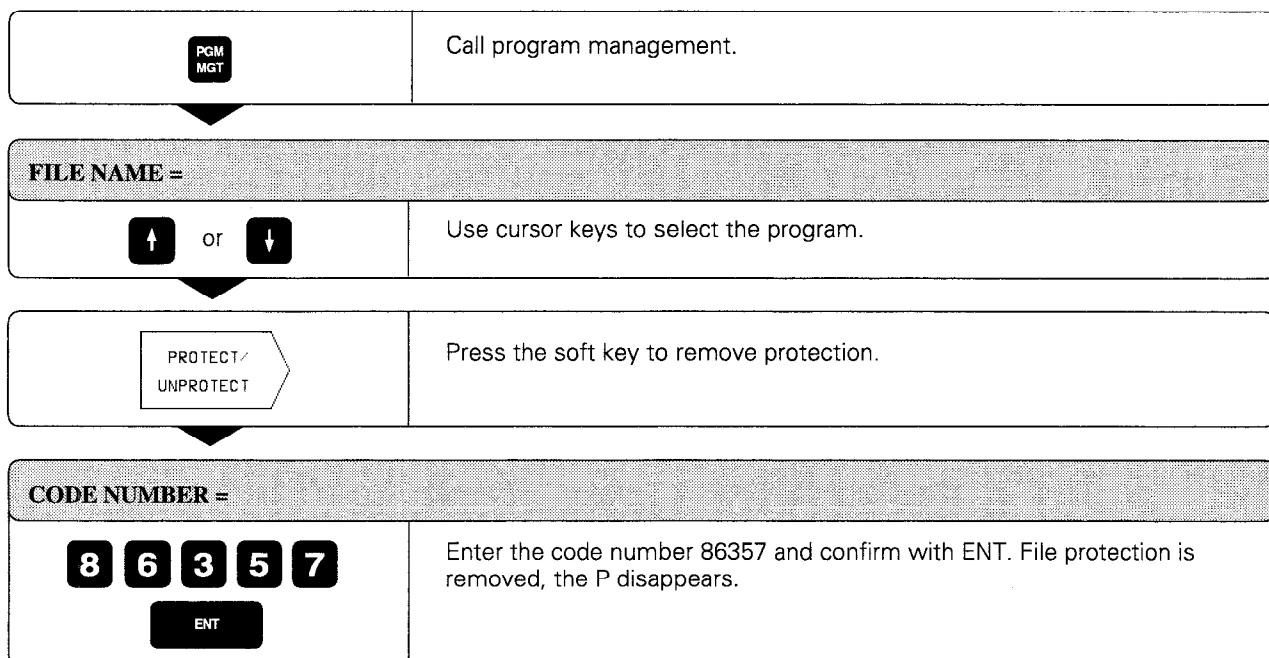 PGM
MGT
Call program management.
FILE NAME =
or
Use cursor keys to select the program.
PROTECT/
UNPROTECT
Press the soft key to remove protection.
CODE NUMBER =
8 6 3 5 7
ENT
Enter the code number 86357 and confirm with ENT. File protection is
removed, the P disappears.